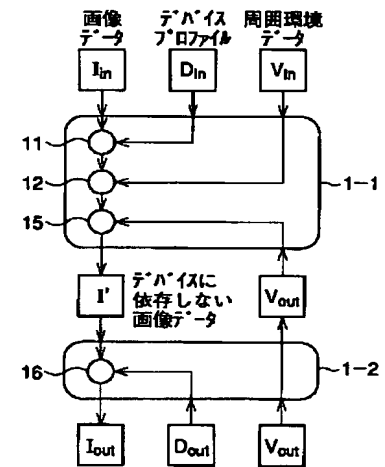 画像
データ
デバイス
プロファイル
周囲環境
データ
Iin
Din
Vin
11
12
15
1-1
I'
デバイスに
依存しない
画像データ
Vout
16
1-2
Iout
Dout
Vout